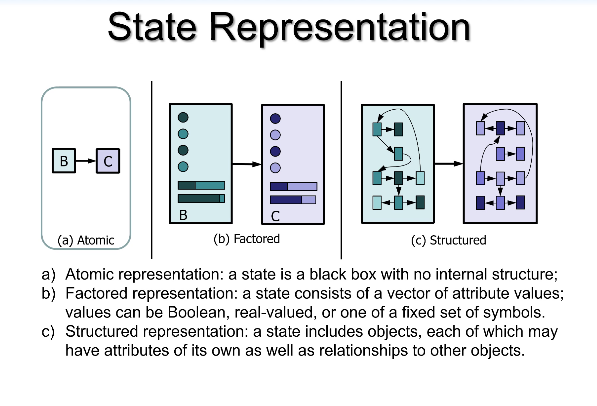 State Representation
B
C
B
C
(a) Atomic
(b) Factored
(c) Structured
a) Atomic representation: a state is a black box with no internal structure;
b) Factored representation: a state consists of a vector of attribute values;
values can be Boolean, real-valued, or one of a fixed set of symbols.
c) Structured representation: a state includes objects, each of which may
have attributes of its own as well as relationships to other objects.